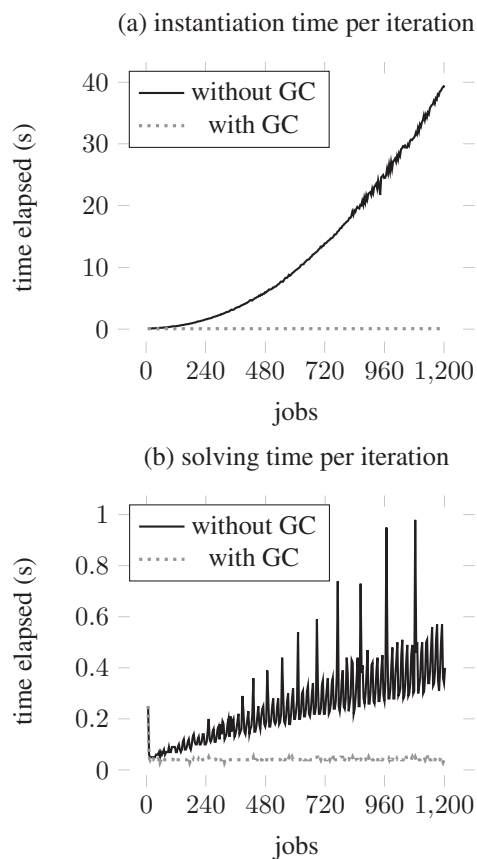 (a) instantiation time per iteration
without GC
with GC
time elapsed (s)
40
30
20
10
0
0 240 480 720 960 1,200
jobs
(b) solving time per iteration
without GC
with GC
time elapsed (s)
1
0.8
0.6
0.4
0.2
0
0 240 480 720 960 1,200
jobs